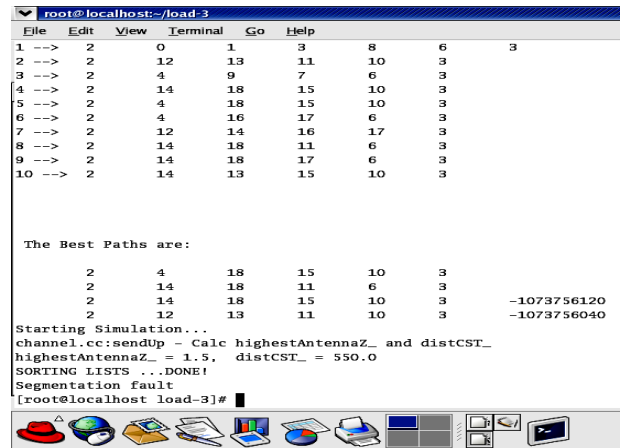 root@localhost:~/load-3
File Edit View Terminal Go Help
1 --> 2 0 1 3 8 6 3
2 --> 2 12 13 11 10 3
3 --> 2 4 9 7 6 3
4 --> 2 14 18 15 10 3
5 --> 2 4 18 15 10 3
6 --> 2 4 16 17 6 3
7 --> 2 12 14 16 17 3
8 --> 2 14 18 11 6 3
9 --> 2 14 18 17 6 3
10 --> 2 14 13 15 10 3
The Best Paths are:
2 4 18 15 10 3
2 14 18 11 6 3
2 14 18 15 10 3 -1073756120
2 12 13 11 10 3 -1073756040
Starting Simulation...
channel.cc:sendUp - Calc highestAntennaZ_ and distCST_
highestAntennaZ_ = 1.5, distCST_ = 550.0
SORTING LISTS ...DONE!
Segmentation fault
[root@localhost load-3]#